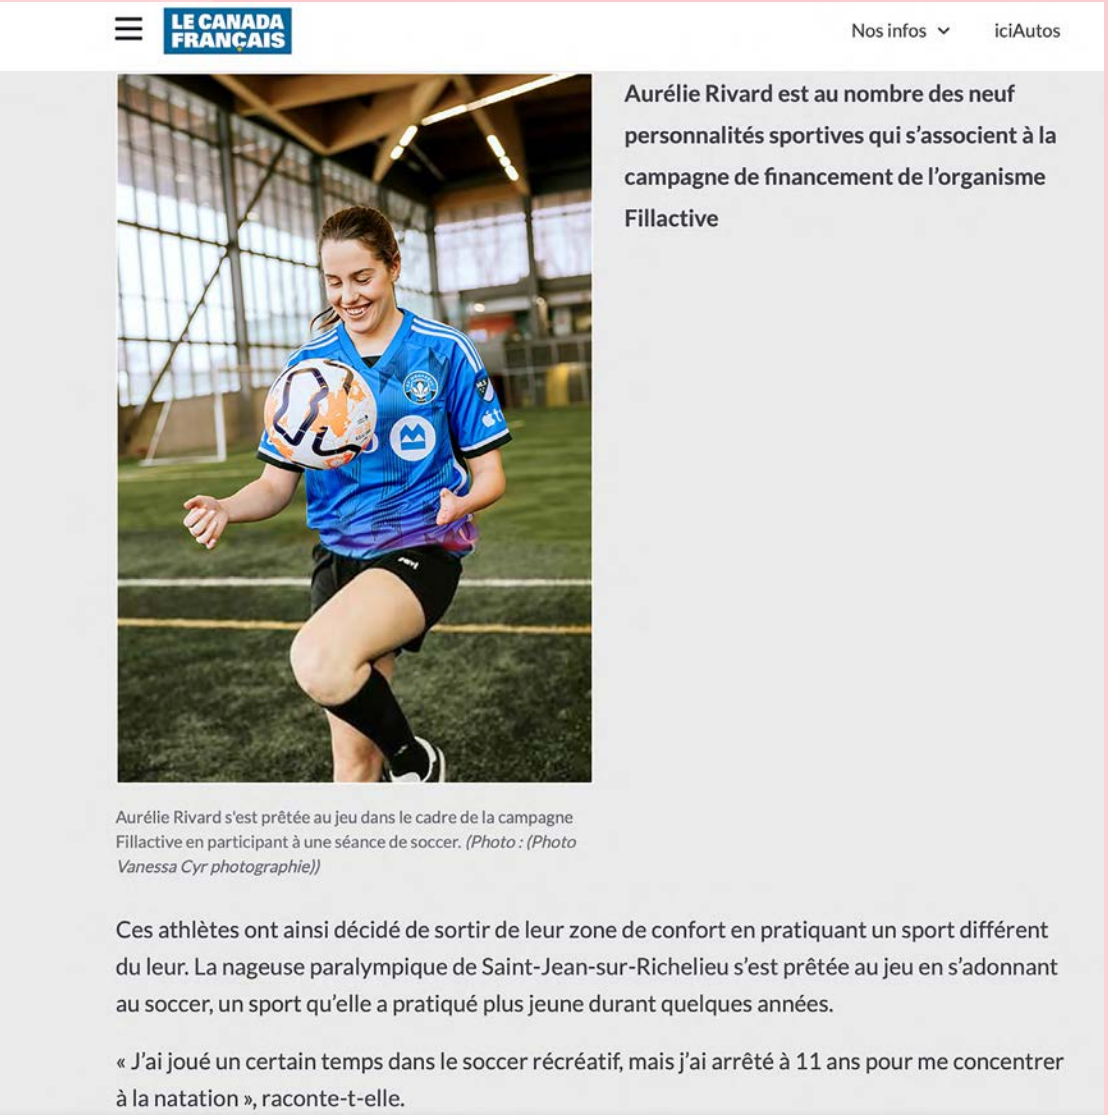 LE CANADA
FRANÇAIS
Nos infos
iciAutos
Aurélie Rivard est au nombre des neuf
personnalités sportives qui s’associent à la
campagne de financement de l’organisme
Fillactive
Aurélie Rivard s'est prêtée au jeu dans le cadre de la campagne
Fillactive en participant à une séance de soccer. (Photo : (Photo
Vanessa Cyr photographie))
Ces athlètes ont ainsi décidé de sortir de leur zone de confort en pratiquant un sport différent
du leur. La nageuse paralympique de Saint-Jean-sur-Richelieu s’est prêtée au jeu en s’adonnant
au soccer, un sport qu’elle a pratiqué plus jeune durant quelques années.
« J’ai joué un certain temps dans le soccer récréatif, mais j’ai arrêté à 11 ans pour me concentrer
à la natation », raconte-t-elle.